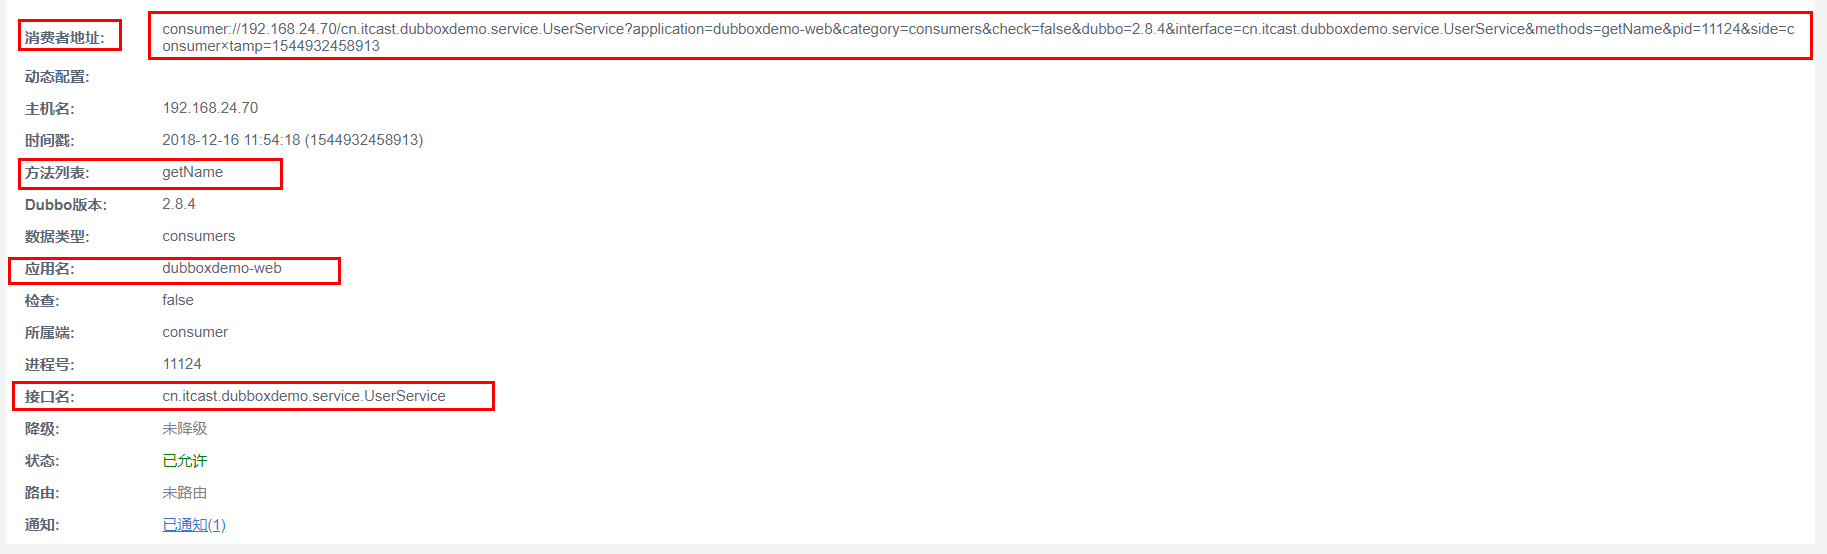 消费者地址: consumer://192.168.24.70/cn.itcast.dubboxdemo.service.UserService?application=dubboxdemo-web&category=consumers&check=false&dubbo=2.8.4&interface=cn.itcast.dubboxdemo.service.UserService&methods=getName&pid=11124&side=c
onsumer×tamp=1544932458913
动态配置:
主机名: 192.168.24.70
时间戳: 2018-12-16 11:54:18 (1544932458913)
方法列表: getName
Dubbo版本: 2.8.4
数据类型: consumers
应用名: dubboxdemo-web
检查: false
所属端: consumer
进程号: 11124
接口名: cn.itcast.dubboxdemo.service.UserService
降级: 未降级
状态: 已允许
路由: 未路由
通知: 已通知(1)